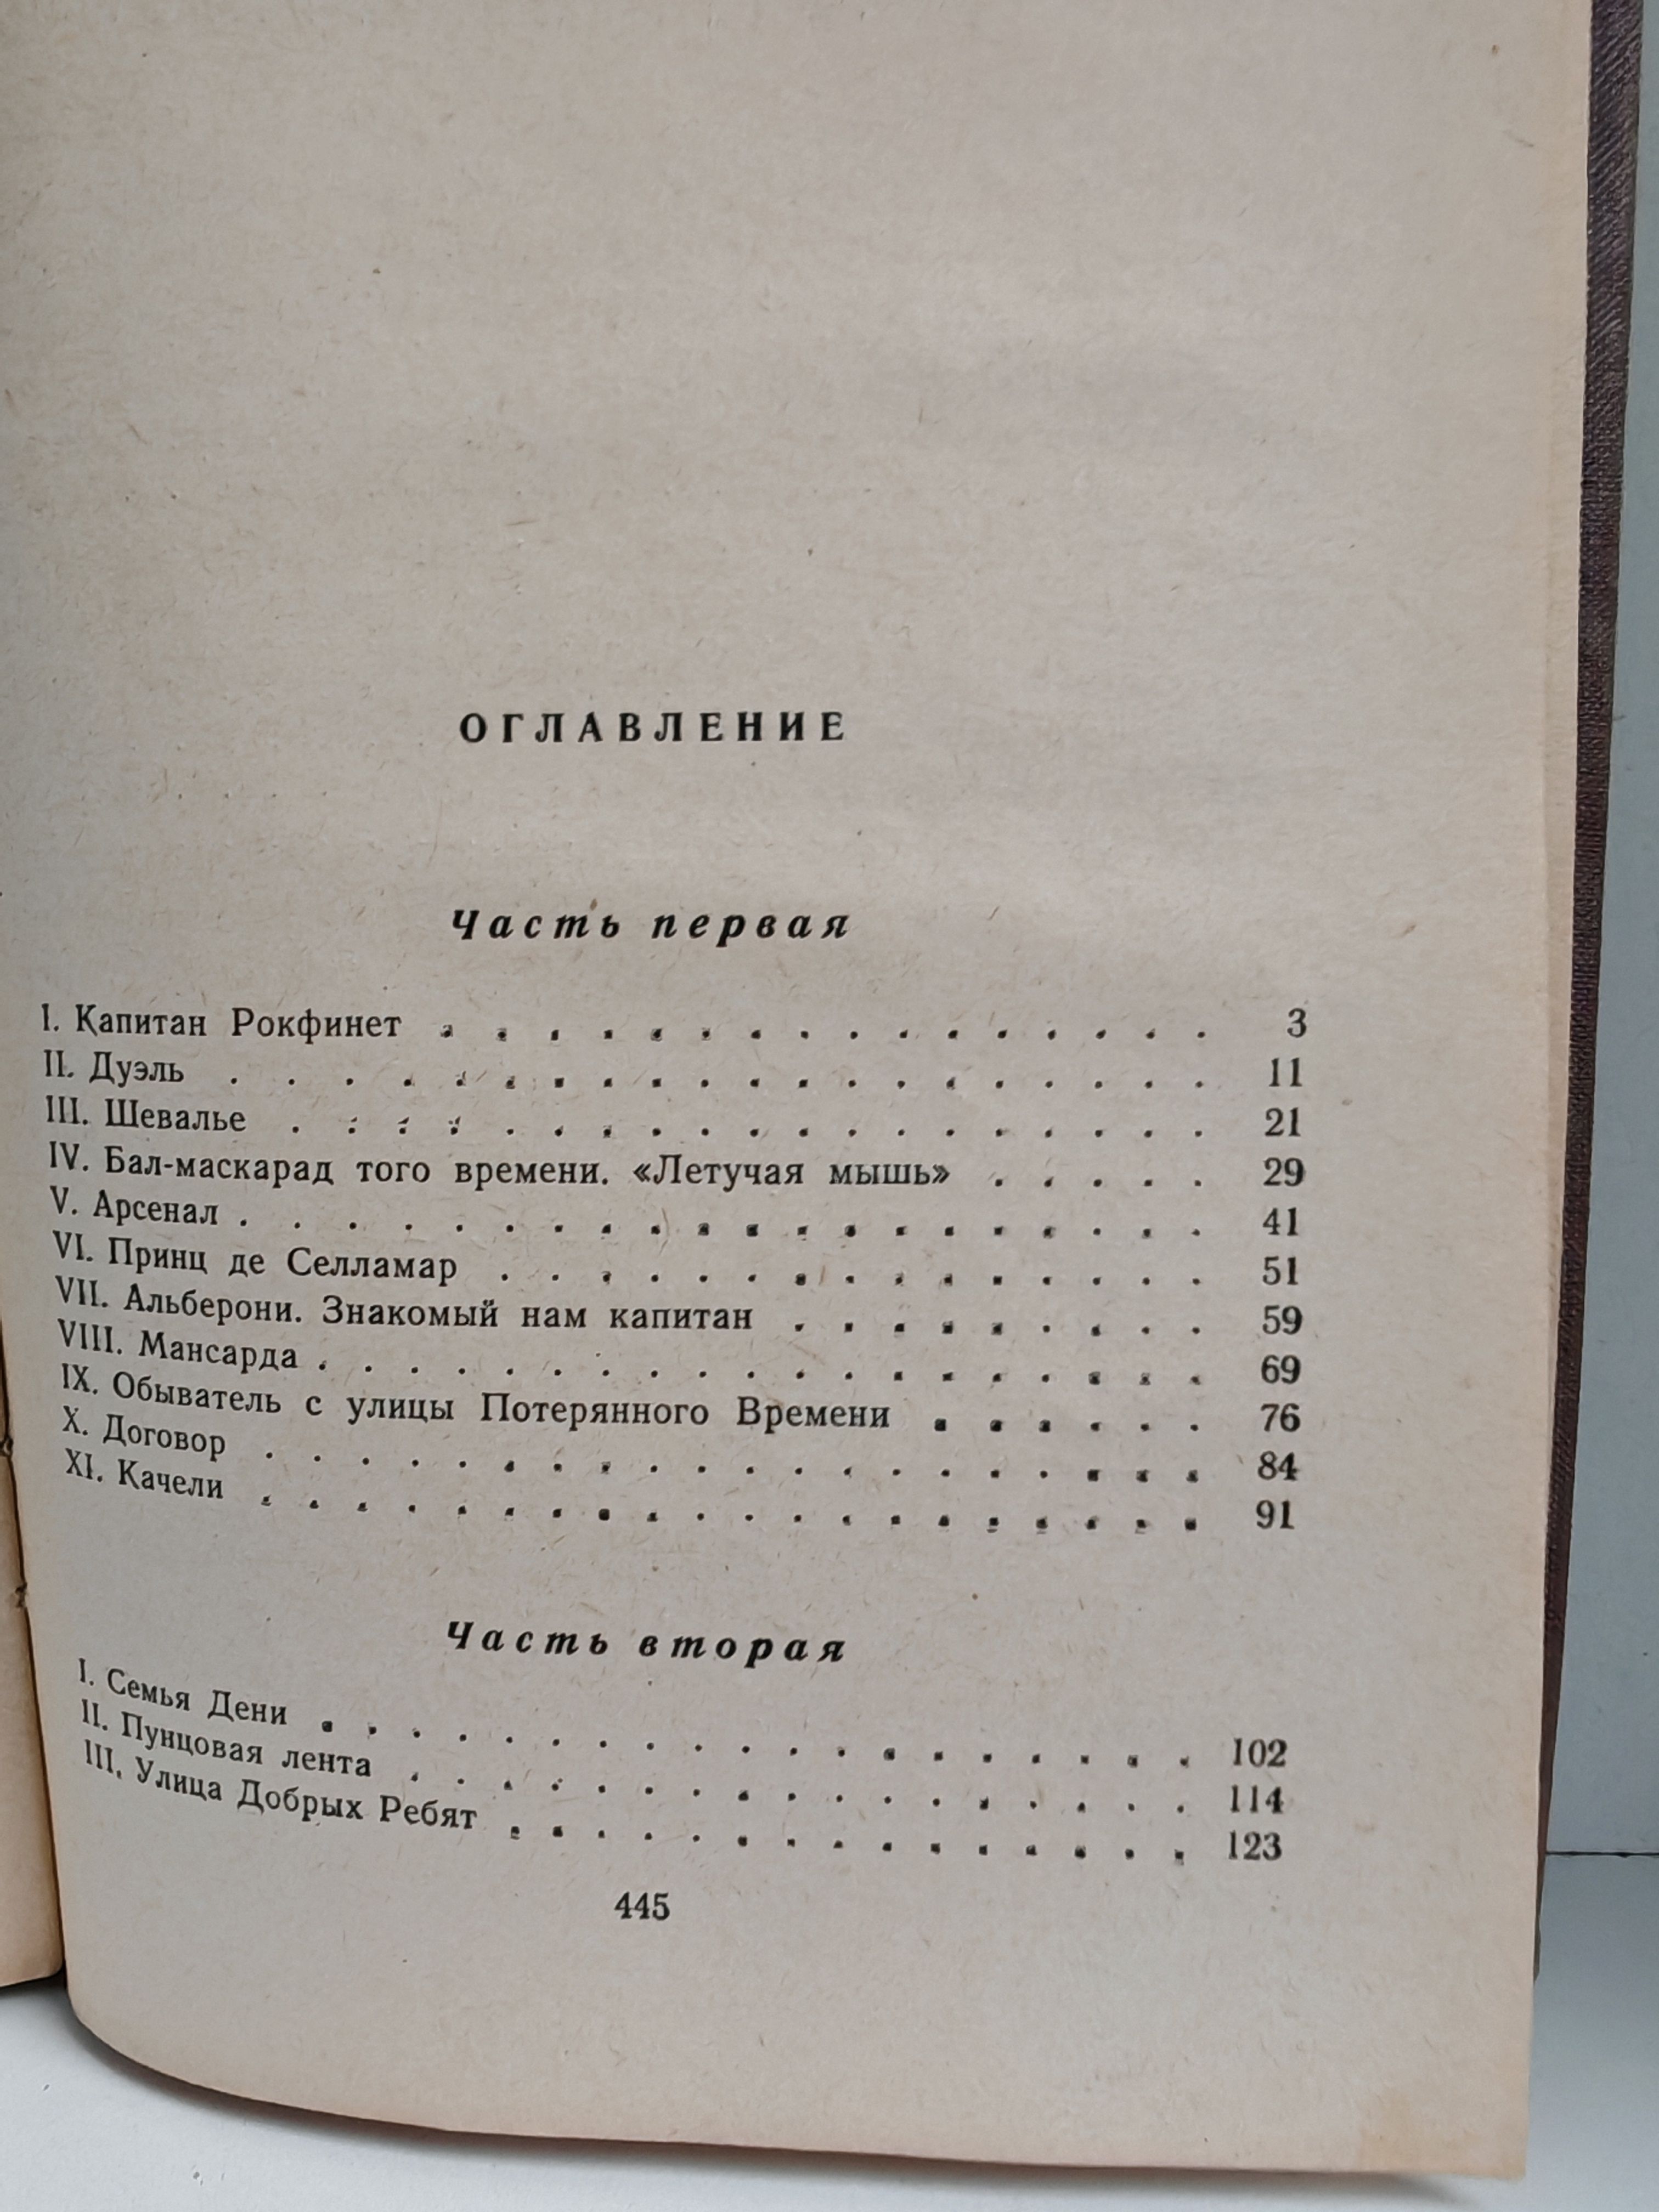 ОГЛАВЛЕНИЕ
Часть первая
I. Капитан Рокфинет . . . . . . . . . . . . . . . 3
II. Дуэль . . . . . . . . . . . . . . . . . . . 11
III. Шевалье . . . . . . . . . . . . . . . . . . 21
IV. Бал-маскарад того времени. «Летучая мышь» . . . . . 29
V. Арсенал . . . . . . . . . . . . . . . . . . . 41
VI. Принц де Селламар . . . . . . . . . . . . . . . 51
VII. Альберони. Знакомый нам капитан . . . . . . . . . 59
VIII. Мансарда . . . . . . . . . . . . . . . . . . 69
IX. Обыватель с улицы Потерянного Времени . . . . . . 76
X. Договор . . . . . . . . . . . . . . . . . . . . 84
XI. Качели . . . . . . . . . . . . . . . . . . . . 91
Часть вторая
I. Семья Дени . . . . . . . . . . . . . . . . . . . 102
II. Пунцовая лента . . . . . . . . . . . . . . . . . 114
III. Улица Добрых Ребят . . . . . . . . . . . . . . . 123
445